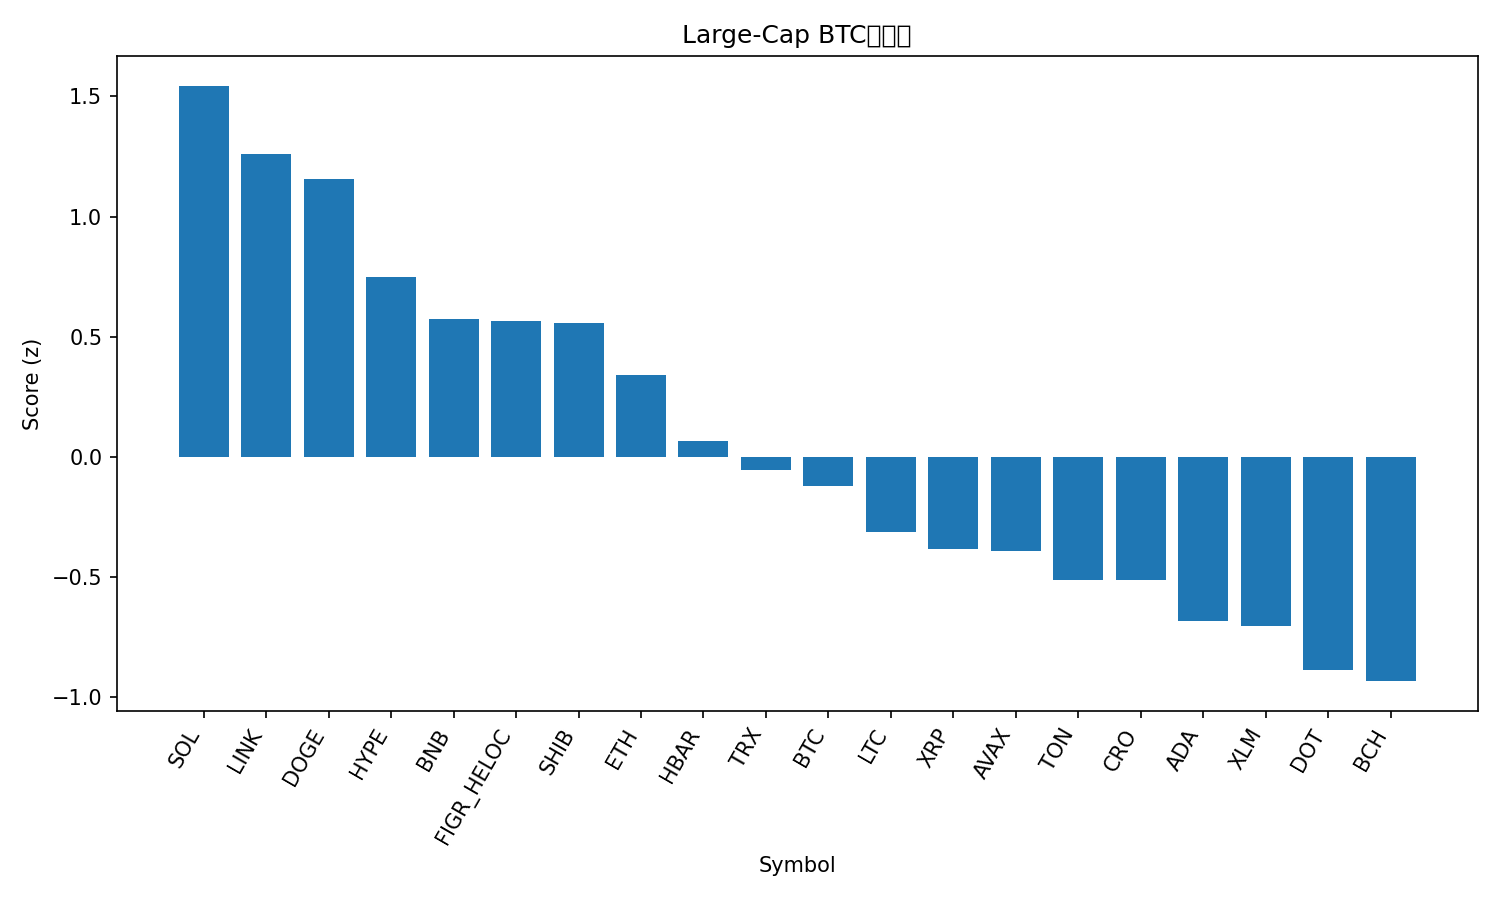 Large-Cap BTC
Score (z)
1.5
1.0
0.5
0.0
−0.5
−1.0
SOL
LINK
DOGE
HYPE
BNB
FIGR_HELOC
SHIB
ETH
HBAR
TRX
BTC
LTC
XRP
AVAX
TON
CRO
ADA
XLM
DOT
BCH
Symbol